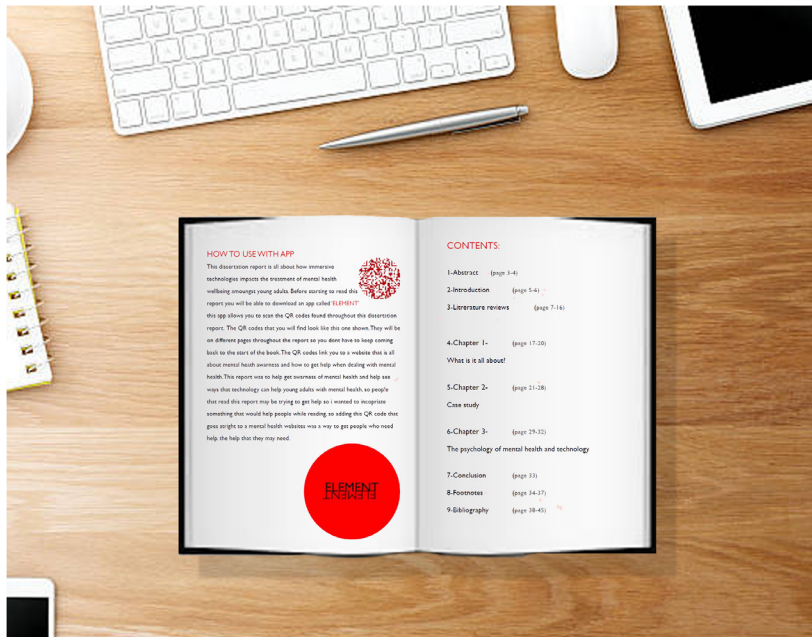 HOW TO USE WITH APP
This dissertation report is all about how immersive
technologies impacts the treatment of mental health
wellbeing amoungst young adults. Before starting to read this
report you will be able to download an app called 'ELEMENT'
this app allows you to scan the QR codes found throughout this dissertation
report. The QR codes that you will find look like this one shown. They will be
on different pages throughout the report so you dont have to keep coming
back to the start of the book. The QR codes link you to a website that is all
about mental heath awarness and how to get help when dealing with mental
health. This report was to help get awarness of mental health and help see
ways that technology can help young adults with mental health, so people
that read this report may be trying to get help so i wanted to incopriate
something that would help people while reading, so adding this QR code that
goes stright to a mental health websites was a way to get people who need
help, the help that they may need.
ELEMENT
ELEMENT
CONTENTS:
1-Abstract (page 3-4)
2-Introduction (page 5-6)
3-Litrerature reviews (page 7-16)
4-Chapter 1- (page 17-20)
What is it all about?
5-Chapter 2- (page 21-28)
Case study
6-Chapter 3- (page 29-32)
The psychology of mental health and technology
7-Conclusion (page 33)
8-Footnotes (page 34-37)
9-Bibliography (page 38-45)